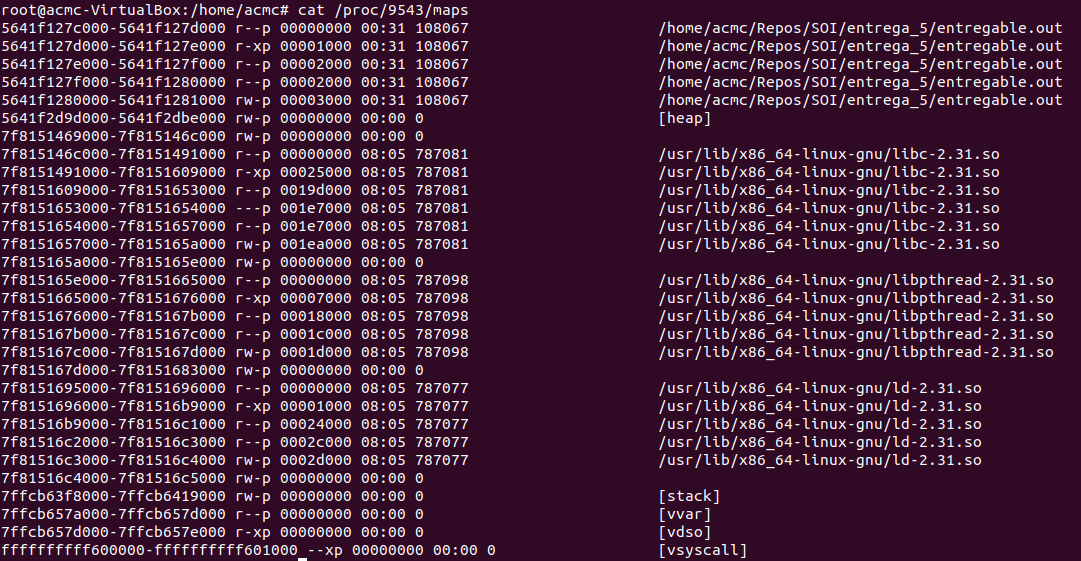 root@acmc-VirtualBox:/home/acmc# cat /proc/9543/maps
5641f127c000-5641f127d000 r--p 00000000 00:31 108067 /home/acmc/Repos/SOI/entrega_5/entregable.out
5641f127d000-5641f127e000 r-xp 00001000 00:31 108067 /home/acmc/Repos/SOI/entrega_5/entregable.out
5641f127e000-5641f127f000 r--p 00002000 00:31 108067 /home/acmc/Repos/SOI/entrega_5/entregable.out
5641f127f000-5641f1280000 r--p 00002000 00:31 108067 /home/acmc/Repos/SOI/entrega_5/entregable.out
5641f1280000-5641f1281000 rw-p 00003000 00:31 108067 /home/acmc/Repos/SOI/entrega_5/entregable.out
5641f2d9d000-5641f2dbe000 rw-p 00000000 00:00 0 [heap]
7f8151469000-7f815146c000 rw-p 00000000 00:00 0
7f815146c000-7f8151491000 r--p 00000000 08:05 787081 /usr/lib/x86_64-linux-gnu/libc-2.31.so
7f8151491000-7f8151609000 r-xp 00025000 08:05 787081 /usr/lib/x86_64-linux-gnu/libc-2.31.so
7f8151609000-7f8151653000 r--p 0019d000 08:05 787081 /usr/lib/x86_64-linux-gnu/libc-2.31.so
7f8151653000-7f8151654000 ---p 001e7000 08:05 787081 /usr/lib/x86_64-linux-gnu/libc-2.31.so
7f8151654000-7f8151657000 r--p 001e7000 08:05 787081 /usr/lib/x86_64-linux-gnu/libc-2.31.so
7f8151657000-7f815165a000 rw-p 001ea000 08:05 787081 /usr/lib/x86_64-linux-gnu/libc-2.31.so
7f815165a000-7f815165e000 rw-p 00000000 00:00 0
7f815165e000-7f8151665000 r--p 00000000 08:05 787098 /usr/lib/x86_64-linux-gnu/libpthread-2.31.so
7f8151665000-7f8151676000 r-xp 00007000 08:05 787098 /usr/lib/x86_64-linux-gnu/libpthread-2.31.so
7f8151676000-7f815167b000 r--p 00018000 08:05 787098 /usr/lib/x86_64-linux-gnu/libpthread-2.31.so
7f815167b000-7f815167c000 r--p 0001c000 08:05 787098 /usr/lib/x86_64-linux-gnu/libpthread-2.31.so
7f815167c000-7f815167d000 rw-p 0001d000 08:05 787098 /usr/lib/x86_64-linux-gnu/libpthread-2.31.so
7f815167d000-7f8151683000 rw-p 00000000 00:00 0
7f8151695000-7f8151696000 r--p 00000000 08:05 787077 /usr/lib/x86_64-linux-gnu/ld-2.31.so
7f8151696000-7f81516b9000 r-xp 00001000 08:05 787077 /usr/lib/x86_64-linux-gnu/ld-2.31.so
7f81516b9000-7f81516c1000 r--p 00024000 08:05 787077 /usr/lib/x86_64-linux-gnu/ld-2.31.so
7f81516c2000-7f81516c3000 r--p 0002c000 08:05 787077 /usr/lib/x86_64-linux-gnu/ld-2.31.so
7f81516c3000-7f81516c4000 rw-p 0002d000 08:05 787077 /usr/lib/x86_64-linux-gnu/ld-2.31.so
7f81516c4000-7f81516c5000 rw-p 00000000 00:00 0
7ffcb63f8000-7ffcb6419000 rw-p 00000000 00:00 0 [stack]
7ffcb657a000-7ffcb657d000 r--p 00000000 00:00 0 [vvar]
7ffcb657d000-7ffcb657e000 r-xp 00000000 00:00 0 [vdso]
ffffffffff600000-ffffffffff601000 --xp 00000000 00:00 0 [vsyscall]